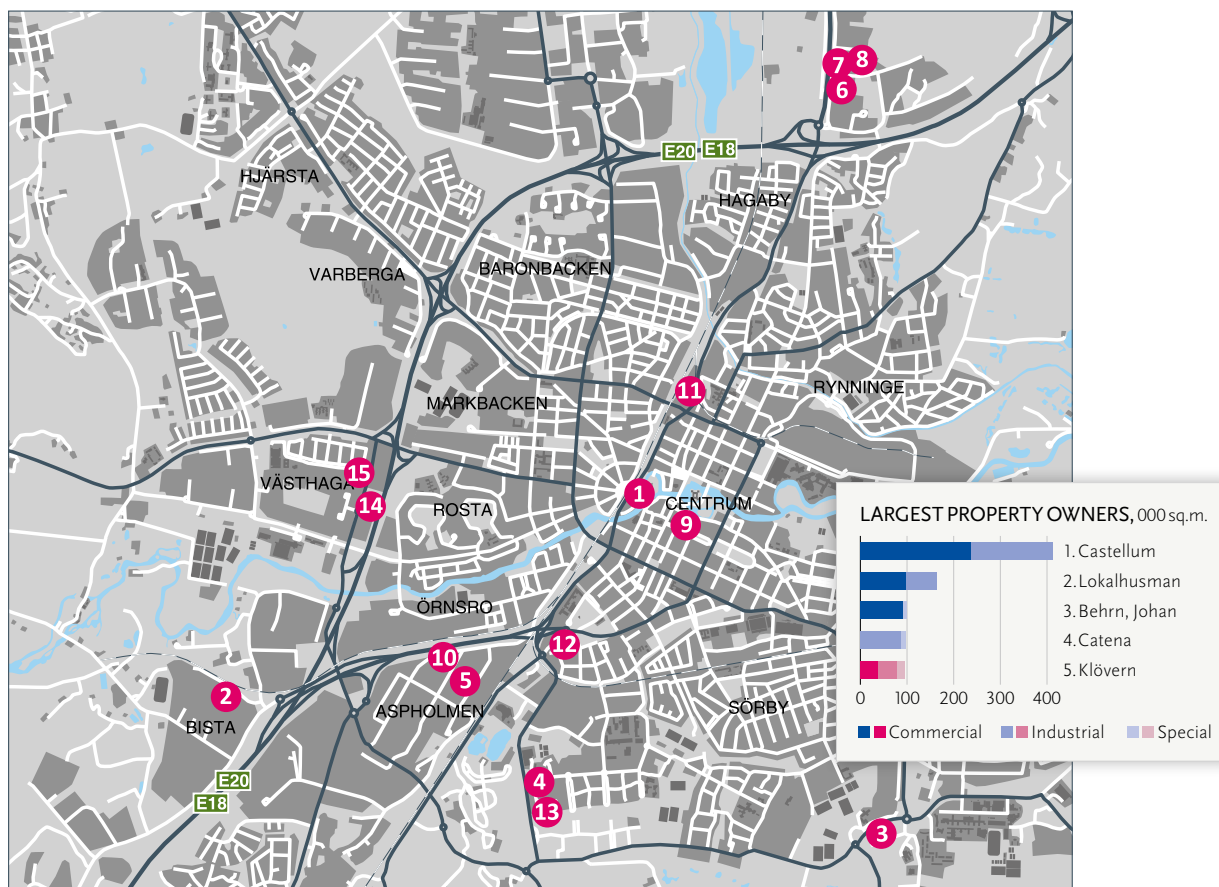 7
8
6
E20
E18
HJÄRSTA
HAGABY
VARBERGA
BARONBACKEN
RYNNINGE
11
MARKBACKEN
15
VÄSTHAGA
14
ROSTA
1
CENTRUM
9
ÖRNSRO
12
10
5
ASPHOLMEN
2
BISTA
SÖRBY
E20
E18
4
13
3
LARGEST PROPERTY OWNERS, 000 sq.m.
1. Castellum
2. Lokalhusman
3. Behrn, Johan
4. Catena
5. Klövern
0 100 200 300 400
Commercial Industrial Special